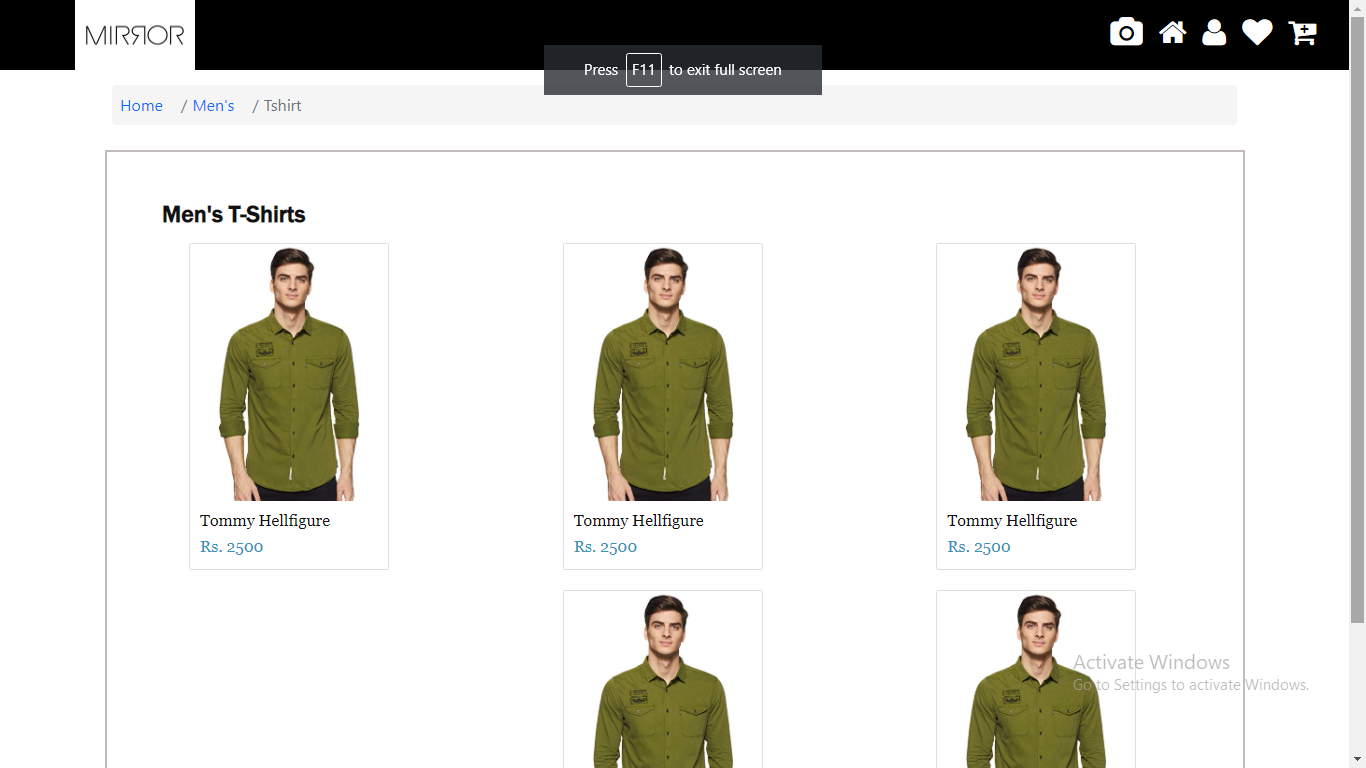 MIRЯOR
Press F11 to exit full screen
Home / Men's / Tshirt
Men's T-Shirts
Tommy Hellfigure
Rs. 2500
Tommy Hellfigure
Rs. 2500
Tommy Hellfigure
Rs. 2500
Activate Windows
Go to Settings to activate Windows.